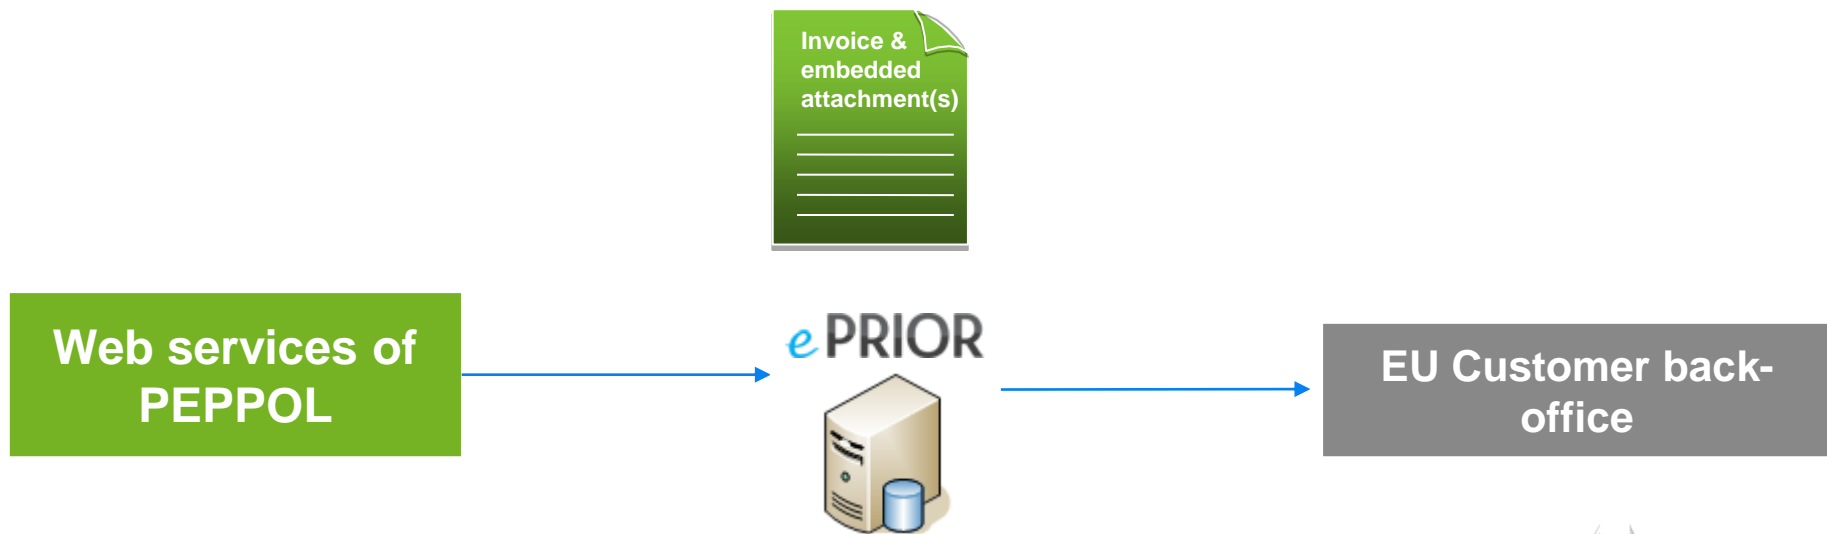 Invoice &
embedded
attachment(s)
Web services of
PEPPOL
ePRIOR
EU Customer back-
office